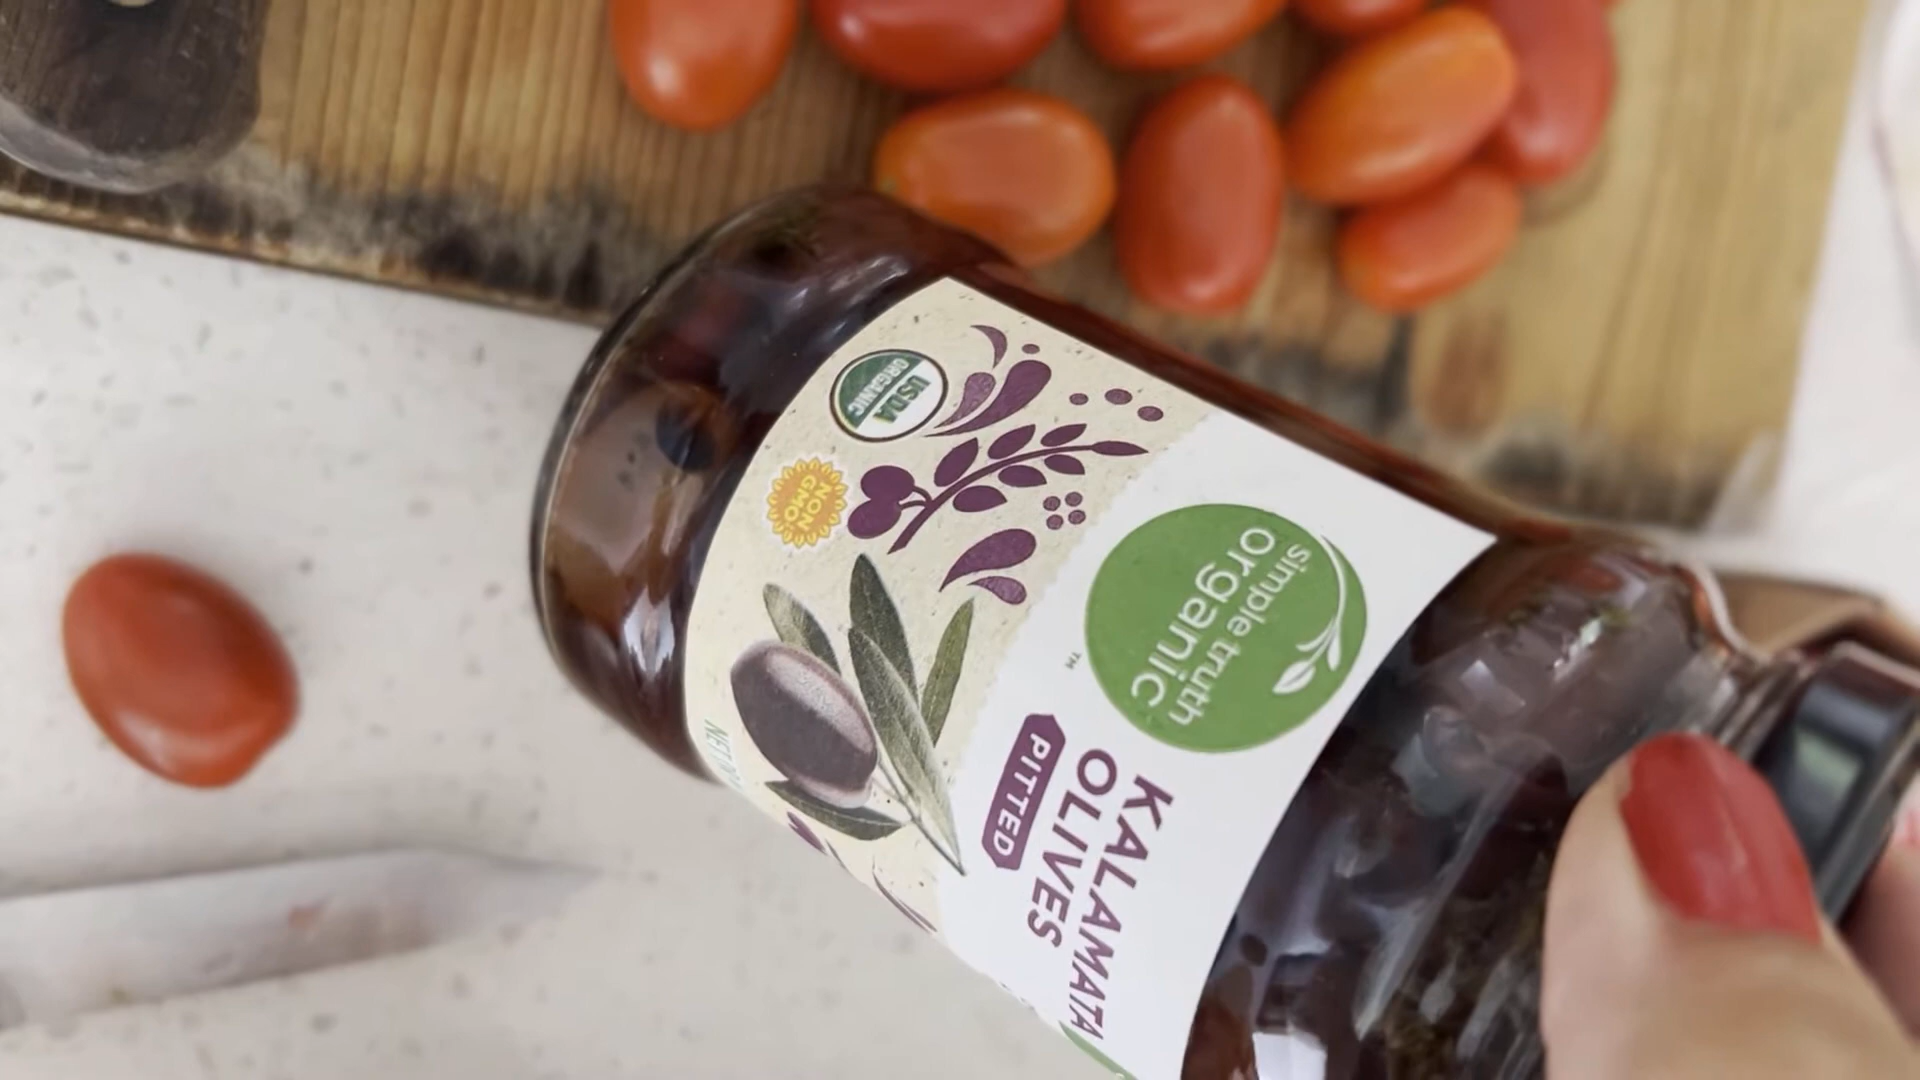 simple truth
organic
™
KALAMATA
OLIVES
PITTED
USDA
ORGANIC
NON
GMO